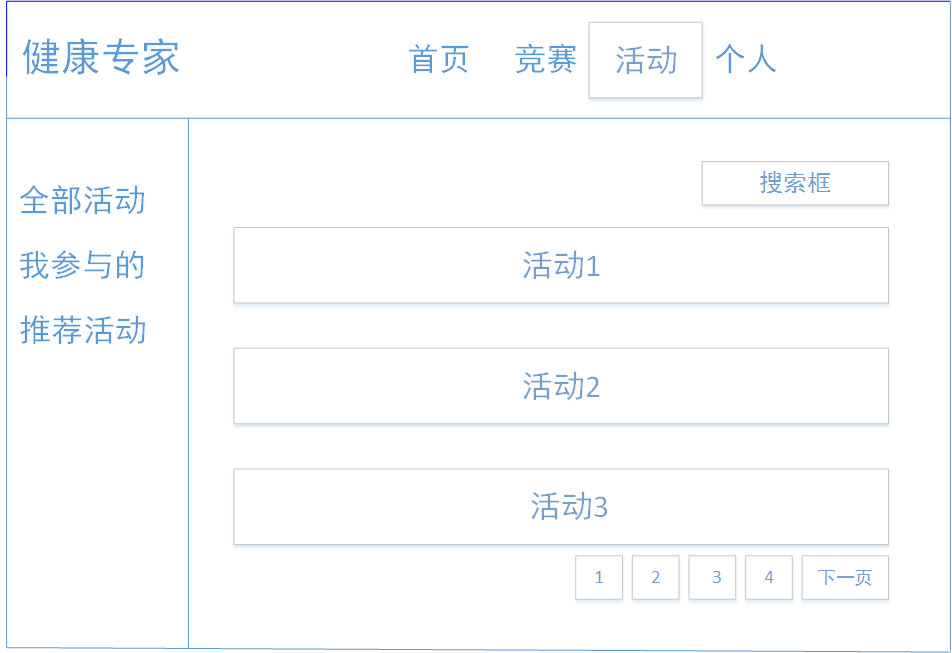 健康专家
首页 竞赛 活动 个人
全部活动
我参与的
推荐活动
搜索框
活动1
活动2
活动3
1 2 3 4 下一页